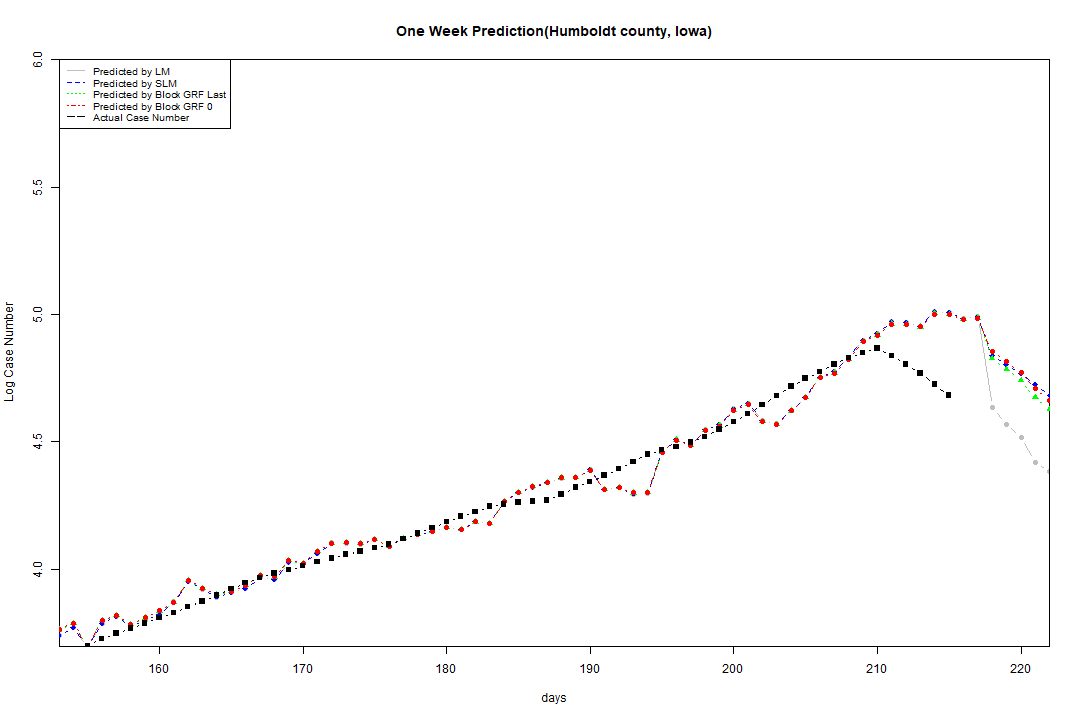 One Week Prediction(Humboldt county, Iowa)
Predicted by LM
Predicted by SLM
Predicted by Block GRF Last
Predicted by Block GRF 0
Actual Case Number
Log Case Number
6.0
5.5
5.0
4.5
4.0
160 170 180 190 200 210 220
days